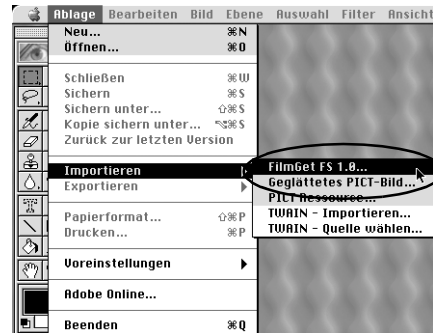 Ablage Bearbeiten Bild Ebene Auswahl Filter Ansicht
Neu... ⌘N
Öffnen... ⌘O
Schließen ⌘W
Sichern ⌘S
Sichern unter... ⇧⌘S
Kopie sichern unter... ⌥⌘S
Zurück zur letzten Version
Importieren
Exportieren
Papierformat... ⇧⌘P
Drucken... ⌘P
Voreinstellungen
Adobe Online...
Beenden ⌘Q
FilmGet FS 1.0...
Geglättetes PICT-Bild...
PICT Ressource...
TWAIN - Importieren...
TWAIN - Quelle wählen...